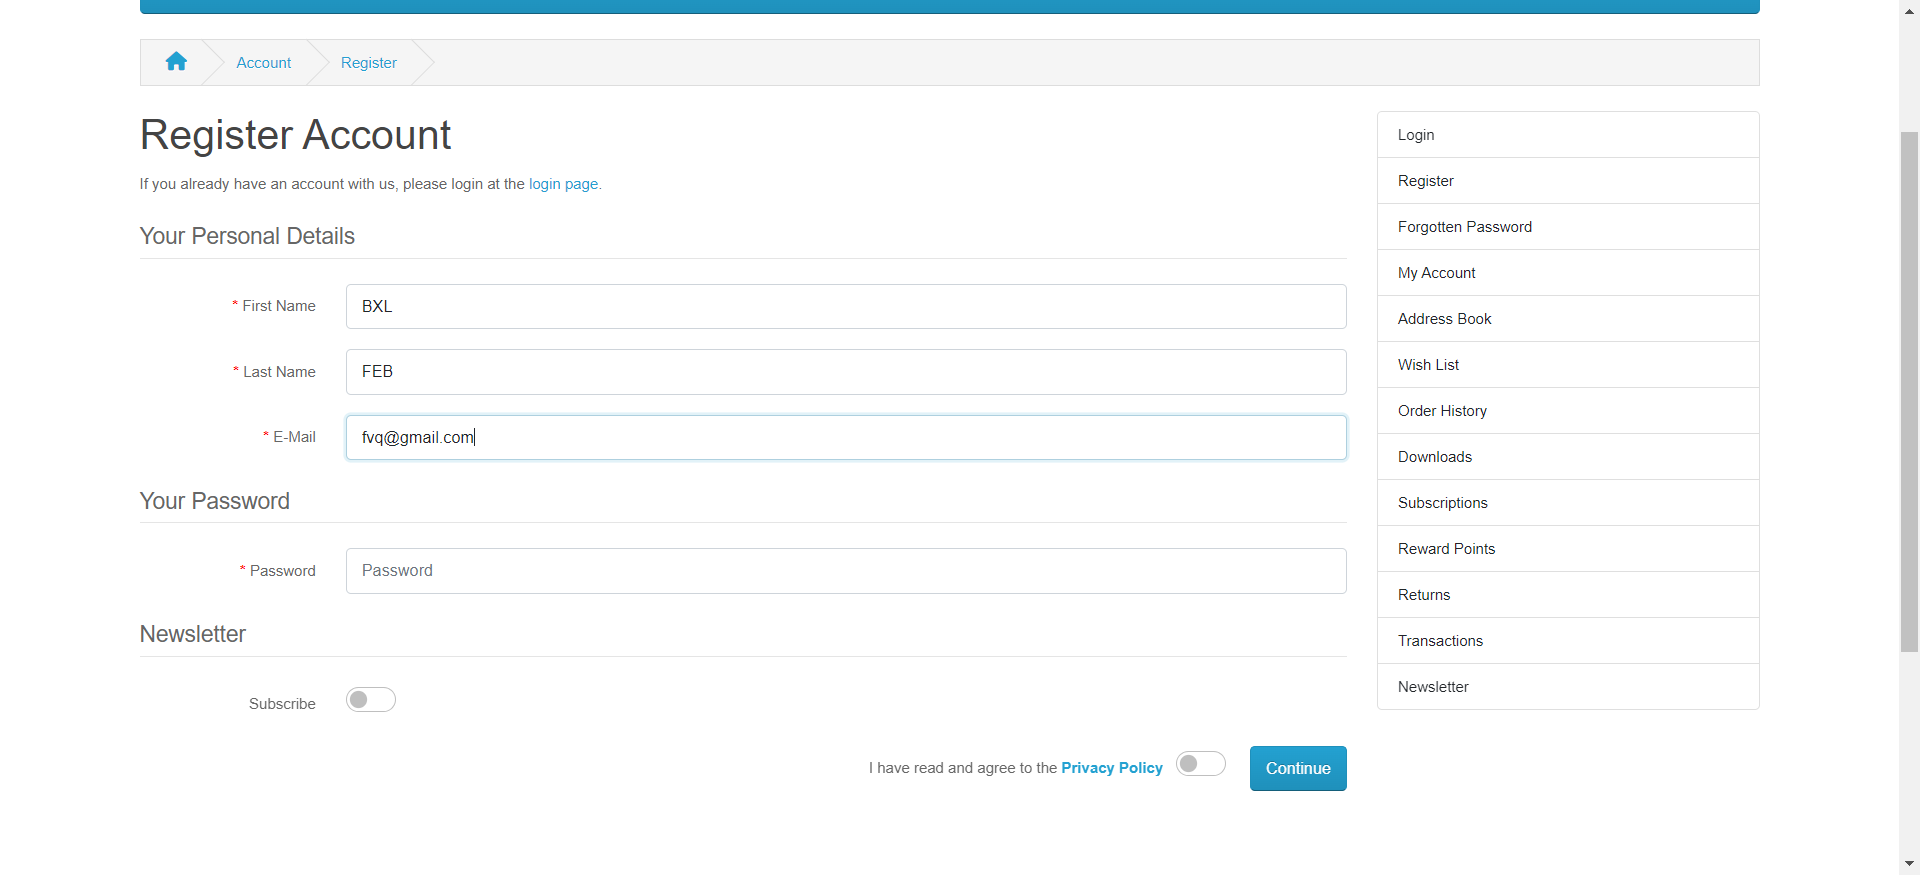 Account
Register
Register Account
If you already have an account with us, please login at the login page.
Your Personal Details
* First Name
BXL
* Last Name
FEB
* E-Mail
fvq@gmail.com
Your Password
* Password
Password
Newsletter
Subscribe
I have read and agree to the Privacy Policy
Continue
Login
Register
Forgotten Password
My Account
Address Book
Wish List
Order History
Downloads
Subscriptions
Reward Points
Returns
Transactions
Newsletter